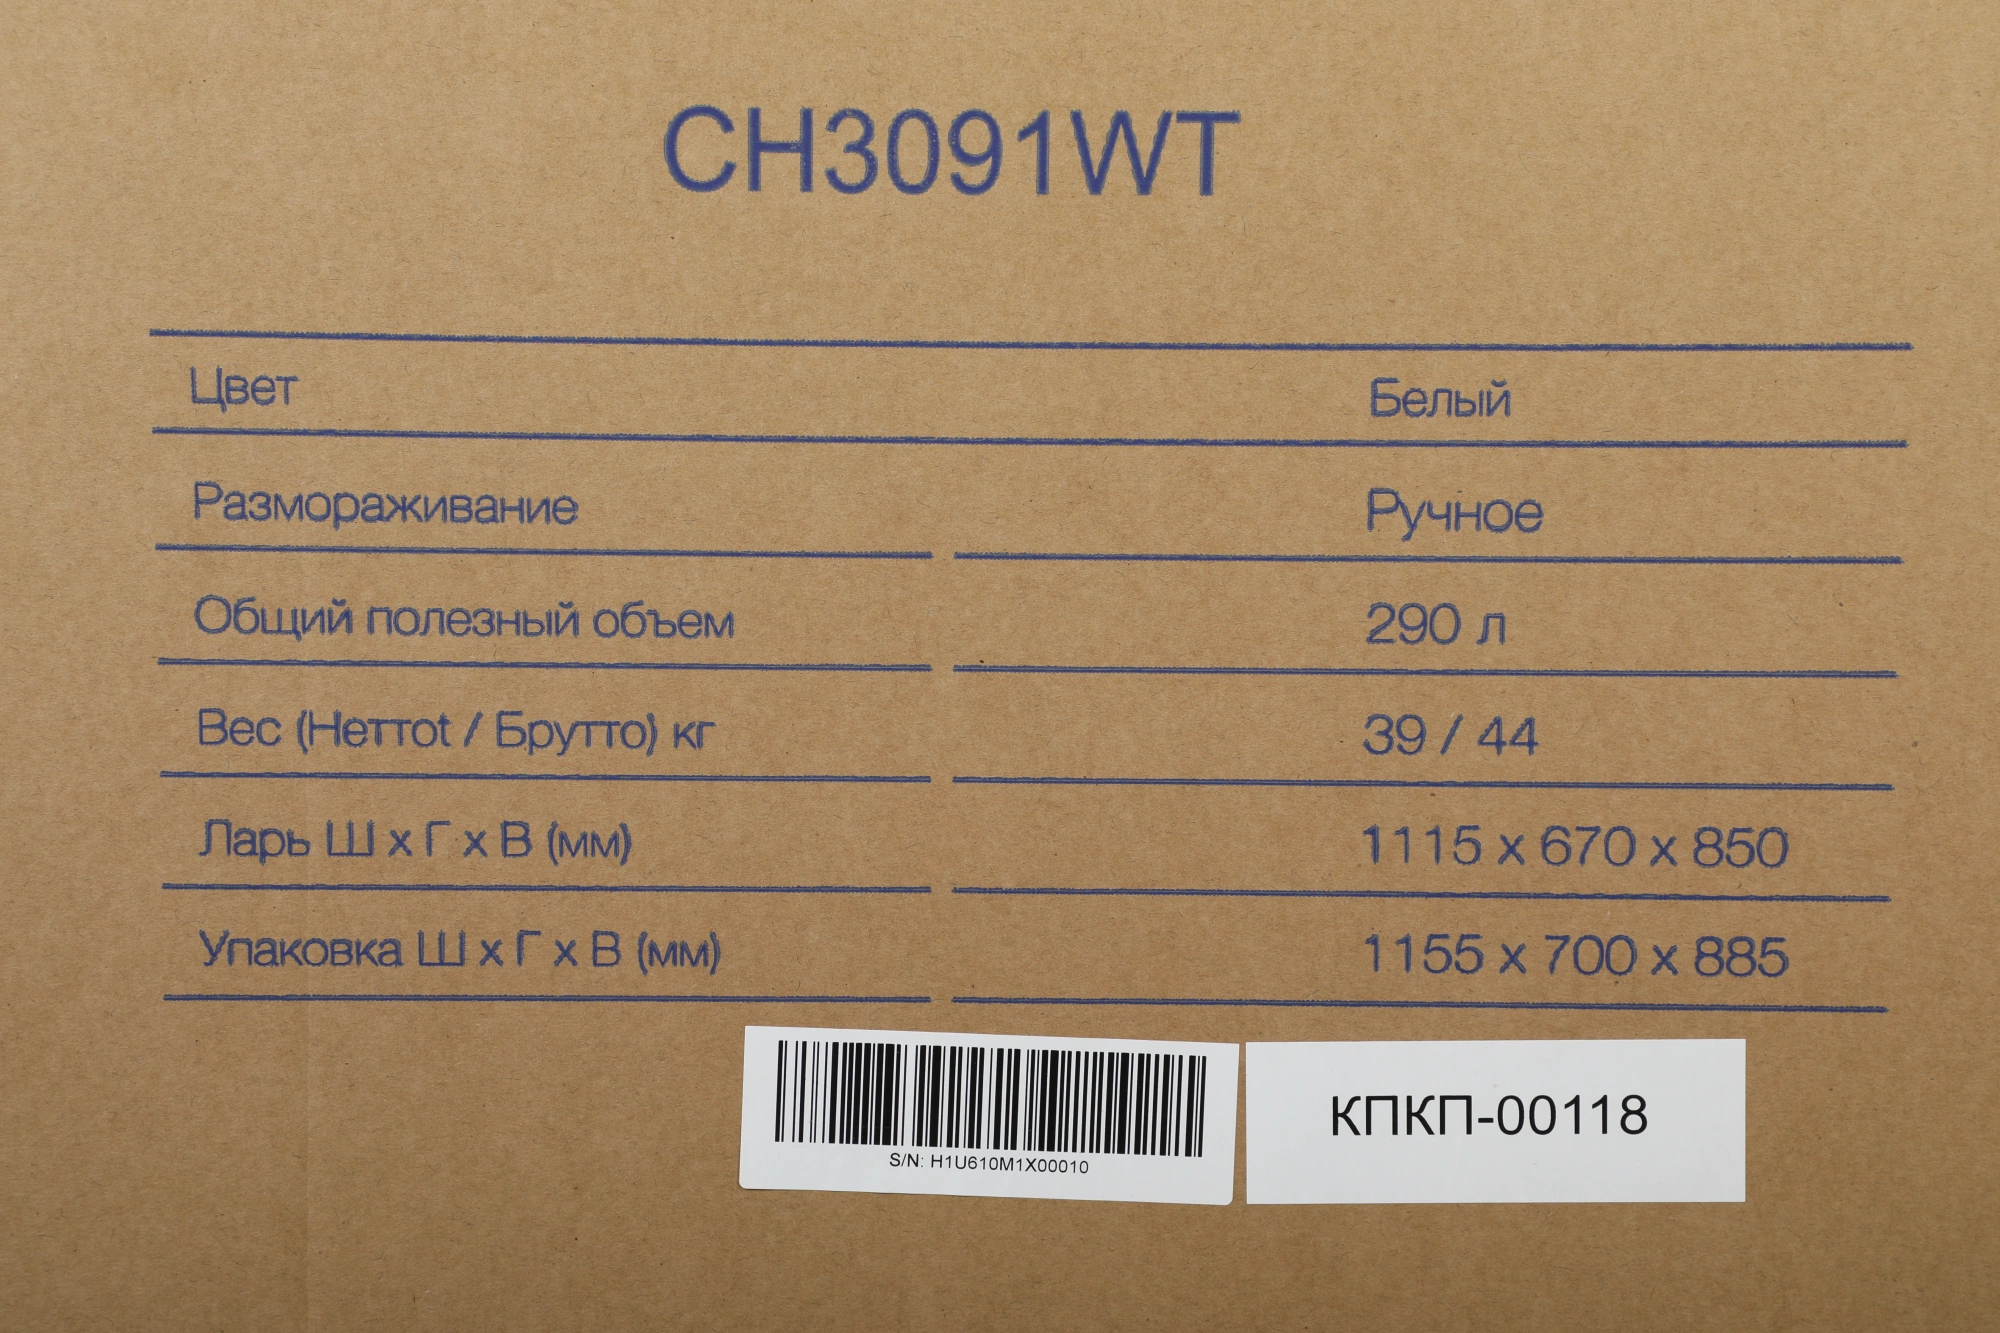 CH3091WT
Цвет Белый
Размораживание Ручное
Общий полезный объем 290 л
Вес (Неттоt / Брутто) кг 39 / 44
Ларь Ш х Г х В (мм) 1115 x 670 x 850
Упаковка Ш х Г х В (мм) 1155 x 700 x 885
S/N: H1U610M1X00010
КПКП-00118